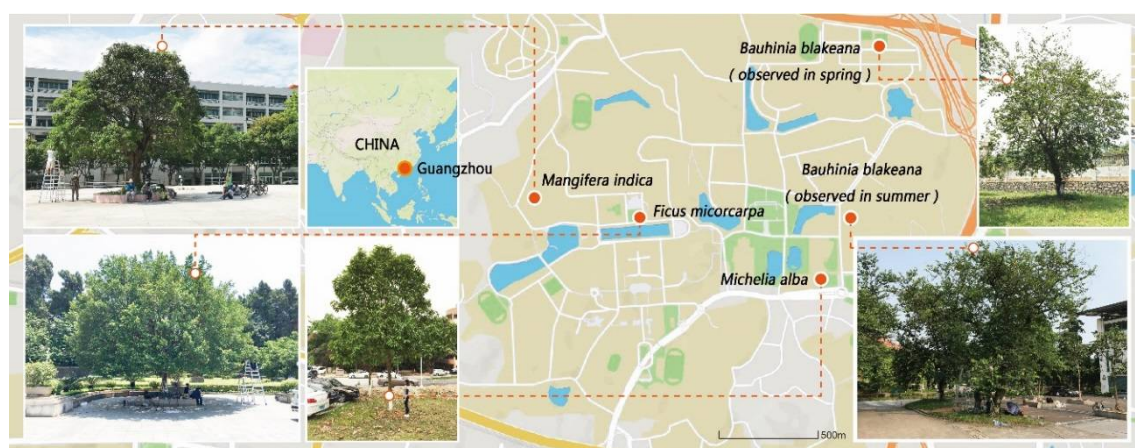 Bauhinia blakeana
( observed in spring )
CHINA
Guangzhou
Mangifera indica
Bauhinia blakeana
( observed in summer )
Ficus micorcarpa
Michelia alba
500m